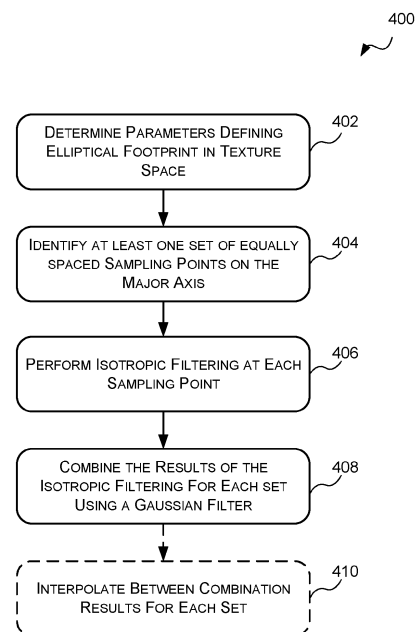 400
DETERMINE PARAMETERS DEFINING
ELLIPTICAL FOOTPRINT IN TEXTURE
SPACE
402
IDENTIFY AT LEAST ONE SET OF EQUALLY
SPACED SAMPLING POINTS ON THE
MAJOR AXIS
404
PERFORM ISOTROPIC FILTERING AT EACH
SAMPLING POINT
406
COMBINE THE RESULTS OF THE
ISOTROPIC FILTERING FOR EACH SET
USING A GAUSSIAN FILTER
408
INTERPOLATE BETWEEN COMBINATION
RESULTS FOR EACH SET
410